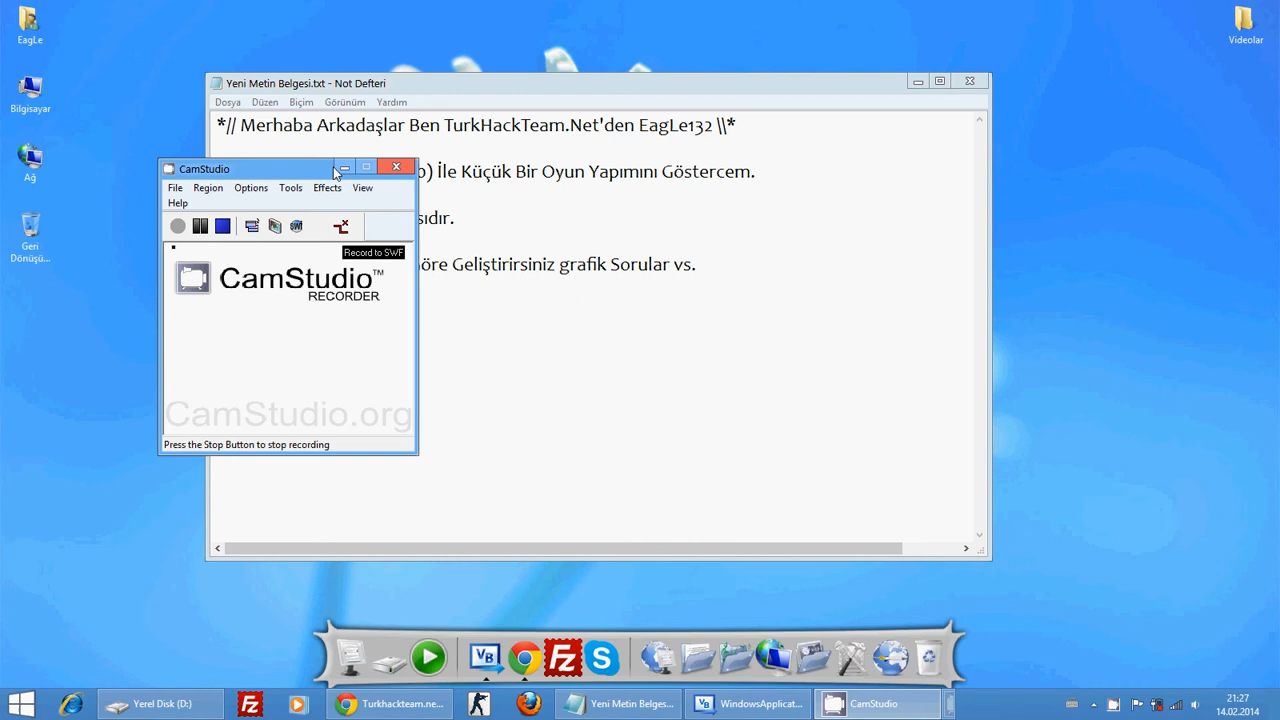 EagLe
Bilgisayar
Ağ
Geri
Dönüşü...
Videolar
Yeni Metin Belgesi.txt - Not Defteri
Dosya Düzen Biçim Görünüm Yardım
*// Merhaba Arkadaşlar Ben TurkHackTeam.Net'den EagLe132 \\*
) İle Küçük Bir Oyun Yapımını Göstercem.
sıdır.
öre Geliştirirsiniz grafik Sorular vs.
CamStudio
File Region Options Tools Effects View
Help
Record to SWF
CamStudio™
RECORDER
CamStudio.org
Press the Stop Button to stop recording
Yerel Disk (D:)
Turkhackteam.ne...
Yeni Metin Belges...
WindowsApplicat...
CamStudio
21:27
14.02.2014